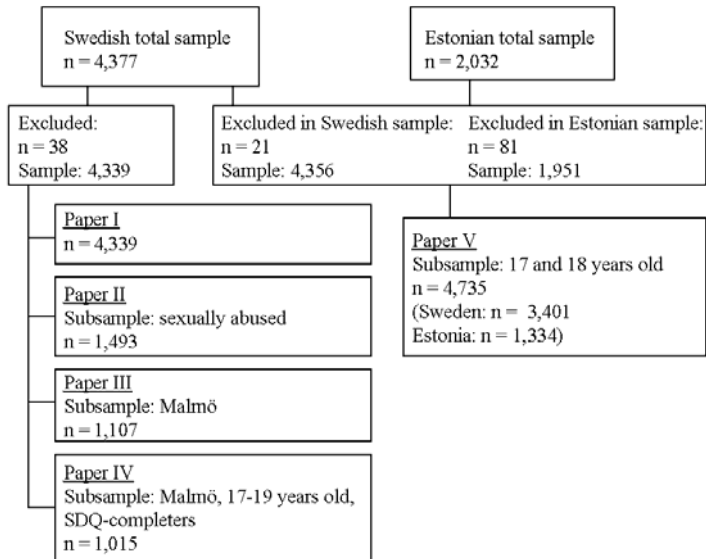 Swedish total sample
n = 4,377
Estonian total sample
n = 2,032
Excluded:
n = 38
Sample: 4,339
Excluded in Swedish sample:
n = 21
Sample: 4,356
Excluded in Estonian sample:
n = 81
Sample: 1,951
Paper I
n = 4,339
Paper II
Subsample: sexually abused
n = 1,493
Paper III
Subsample: Malmö
n = 1,107
Paper IV
Subsample: Malmö, 17-19 years old,
SDQ-completers
n = 1,015
Paper V
Subsample: 17 and 18 years old
n = 4,735
(Sweden: n = 3,401
Estonia: n = 1,334)